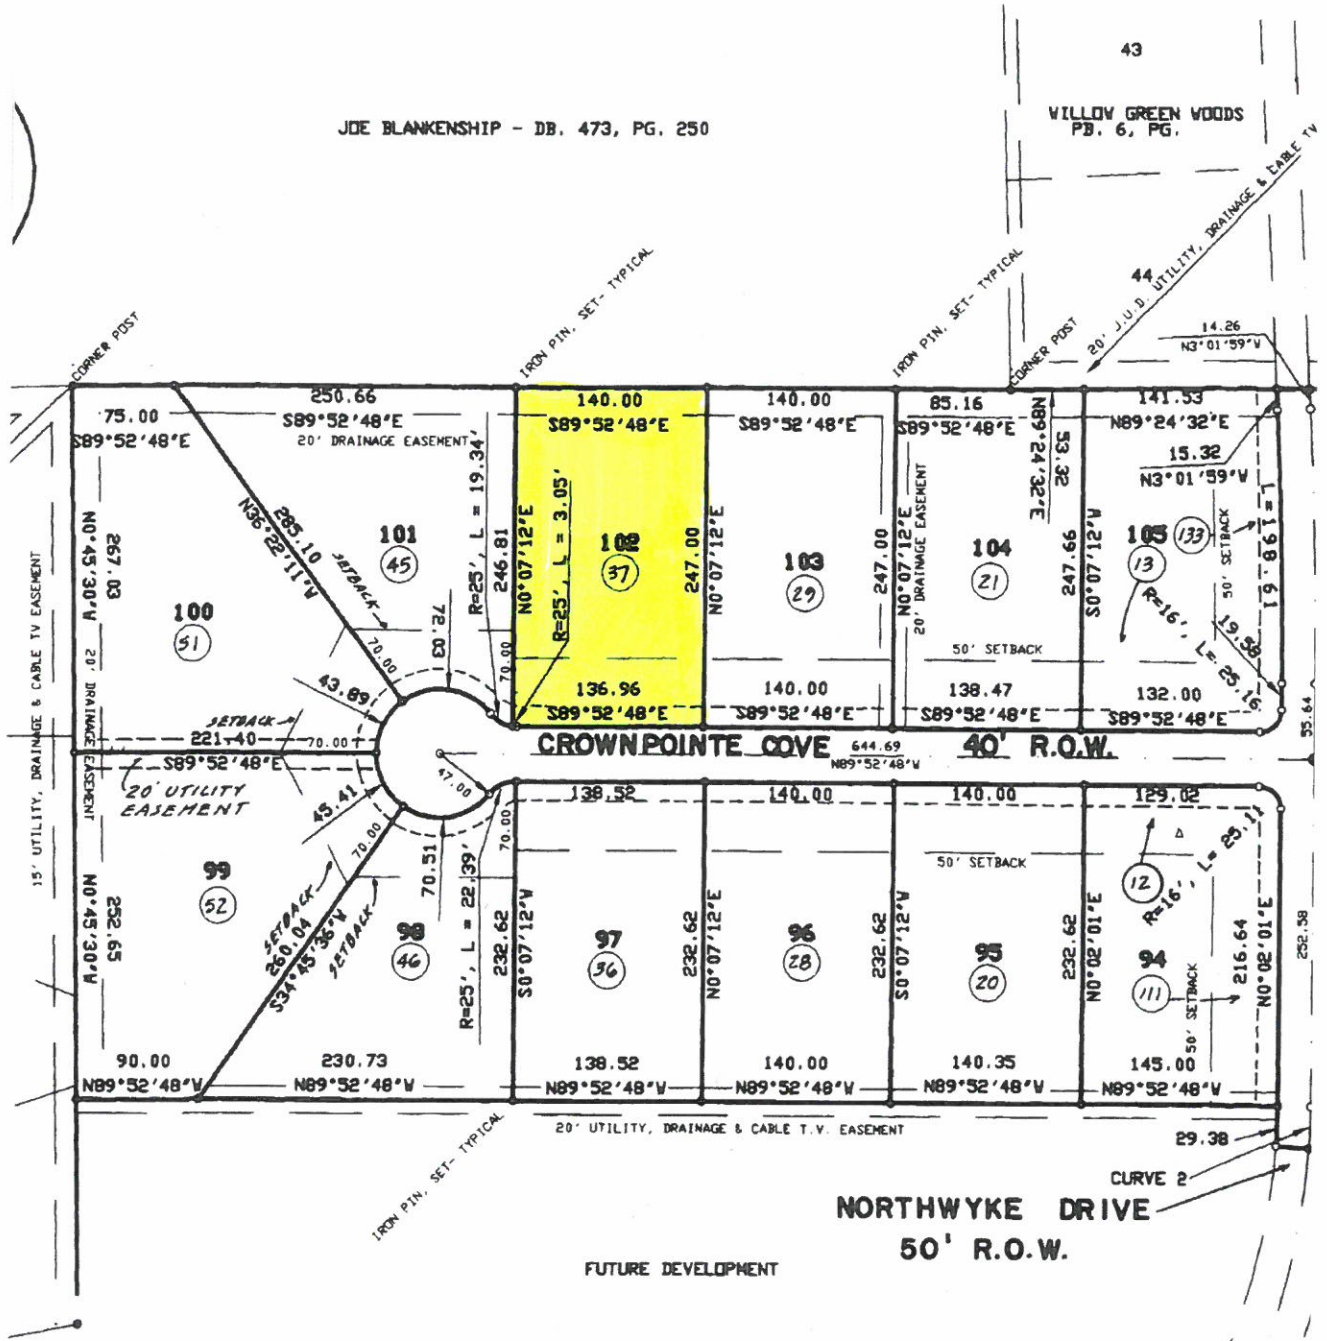 43
JOE BLANKENSHIP - DB. 473, PG. 250
WILLOW GREEN WOODS
PB. 6, PG.
20' J.U.D. UTILITY, DRAINAGE & CABLE TV
44
CORNER POST
IRON PIN, SET- TYPICAL
IRON PIN, SET- TYPICAL
CORNER POST
14.26
N3°01'59"W
75.00
S89°52'48"E
250.66
S89°52'48"E
20' DRAINAGE EASEMENT
140.00
S89°52'48"E
140.00
S89°52'48"E
85.16
S89°52'48"E
N89°24'32"E
53.32
141.53
N89°24'32"E
15.32
N3°01'59"W
N0°45'30"W
267.03
20' DRAINAGE EASEMENT
15' UTILITY, DRAINAGE & CABLE TV EASEMENT
100
51
285.10
N36°22'11"W
SETBACK
70.00
101
45
72.03
R=25', L = 19.34'
246.81
N0°07'12"E
70.00
R=25', L = 3.05'
102
37
247.00
N0°07'12"E
103
29
247.00
N0°07'12"E
20' DRAINAGE EASEMENT
104
21
247.66
S0°07'12"W
105
13
133
50' SETBACK
L=198.61
R=16', L= 25.16
19.56
50' SETBACK
43.89
SETBACK
221.40
70.00
S89°52'48"E
20' UTILITY
EASEMENT
136.96
S89°52'48"E
140.00
S89°52'48"E
138.47
S89°52'48"E
132.00
S89°52'48"E
55.64
CROWNPOINTE COVE
644.69
N89°52'48"W
40' R.O.W.
47.00
45.41
70.00
70.51
70.00
138.52
140.00
140.00
129.02
50' SETBACK
12
R=16', L= 25.11
99
52
SETBACK
260.04
S34°45'36"W
SETBACK
98
46
R=25', L = 22.39'
232.62
S0°07'12"W
97
36
232.62
N0°07'12"E
96
28
232.62
S0°07'12"W
95
20
232.62
N0°02'01"E
94
111
50' SETBACK
216.64
N0°20'01"E
252.58
N0°45'30"W
252.65
90.00
N89°52'48"W
230.73
N89°52'48"W
138.52
N89°52'48"W
140.00
N89°52'48"W
140.35
N89°52'48"W
145.00
N89°52'48"W
20' UTILITY, DRAINAGE & CABLE T.V. EASEMENT
29.38
IRON PIN, SET- TYPICAL
CURVE 2
NORTHWYKE DRIVE
50' R.O.W.
FUTURE DEVELOPMENT